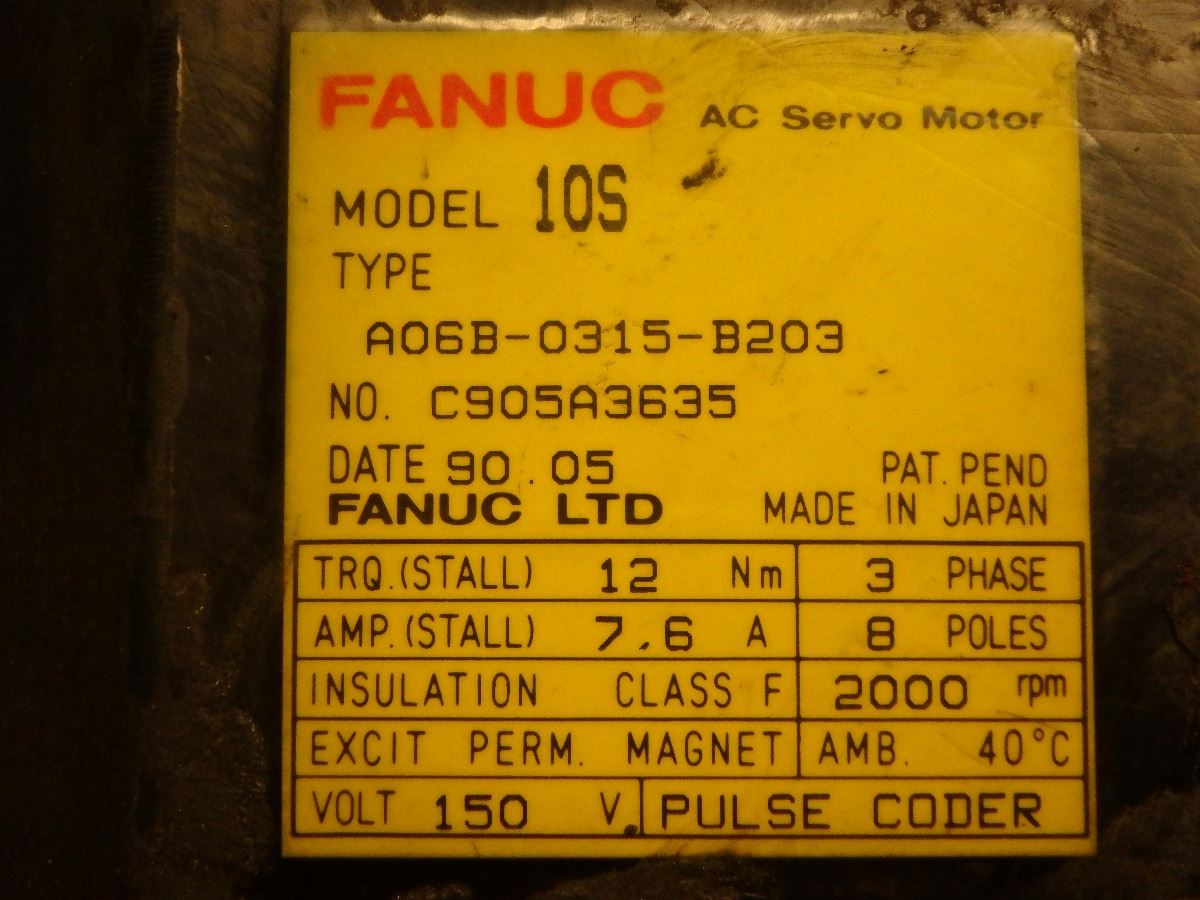 FANUC AC Servo Motor
MODEL 10S
TYPE
A06B-0315-B203
NO. C905A3635
DATE 90.05 PAT. PEND
FANUC LTD MADE IN JAPAN
TRQ.(STALL) 12 Nm 3 PHASE
AMP.(STALL) 7.6 A 8 POLES
INSULATION CLASS F 2000 rpm
EXCIT PERM. MAGNET AMB. 40°C
VOLT 150 V. PULSE CODER